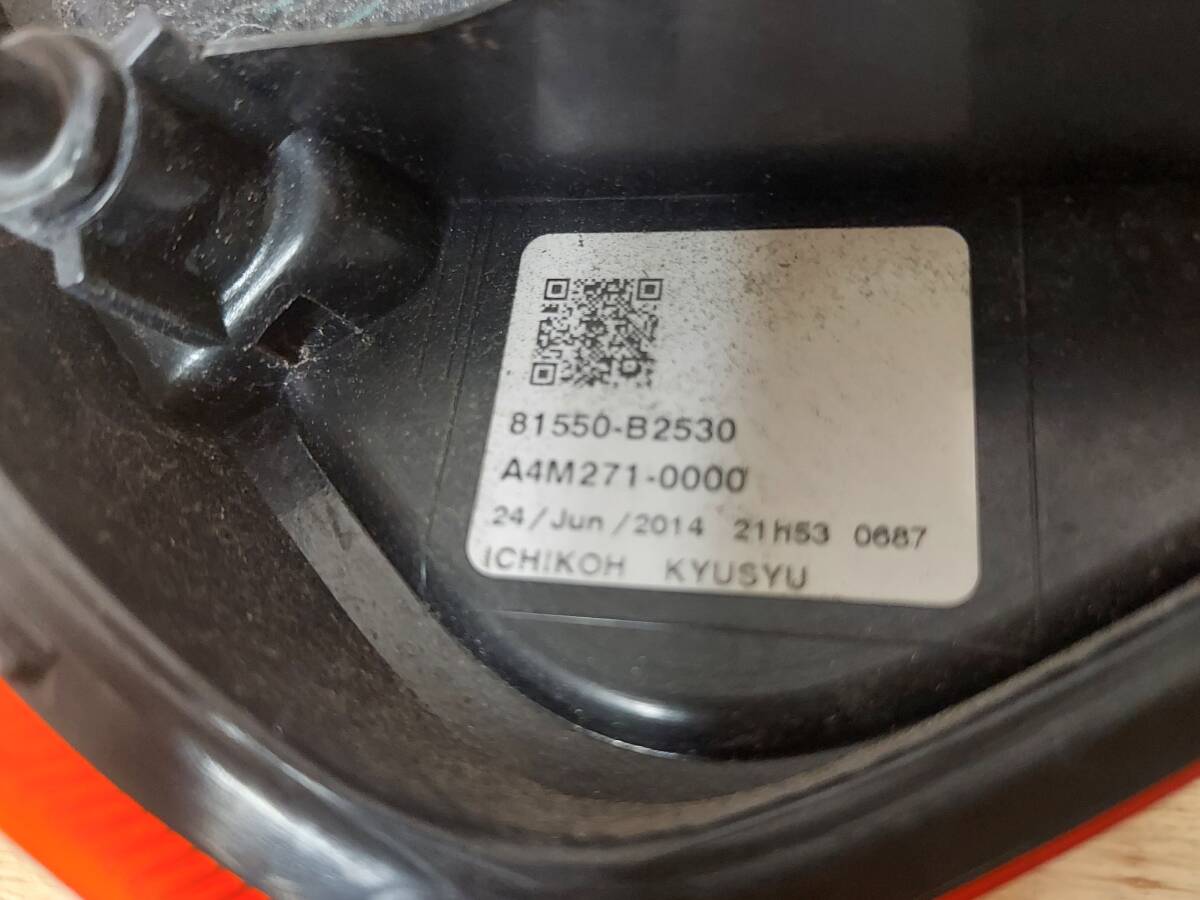 81550-B2530
A4M271-0000
24/Jun/2014 21H53 0687
ICHIKOH KYUSYU